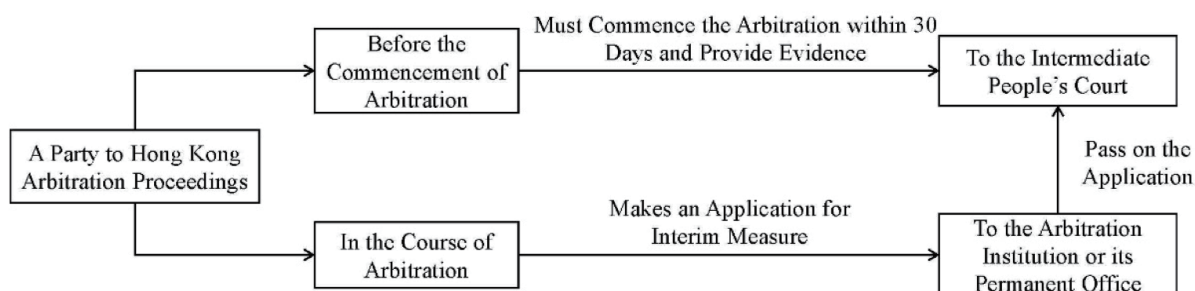 Before the
Commencement of
Arbitration
Must Commence the Arbitration within 30
Days and Provide Evidence
To the Intermediate
People's Court
A Party to Hong Kong
Arbitration Proceedings
Pass on the
Application
In the Course of
Arbitration
Makes an Application for
Interim Measure
To the Arbitration
Institution or its
Permanent Office